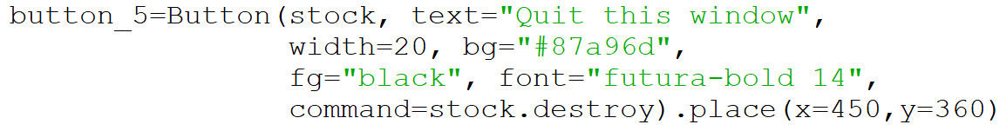 button_5=Button(stock, text="Quit this window",
width=20, bg="#87a96d",
fg="black", font="futura-bold 14",
command=stock.destroy).place(x=450,y=360)